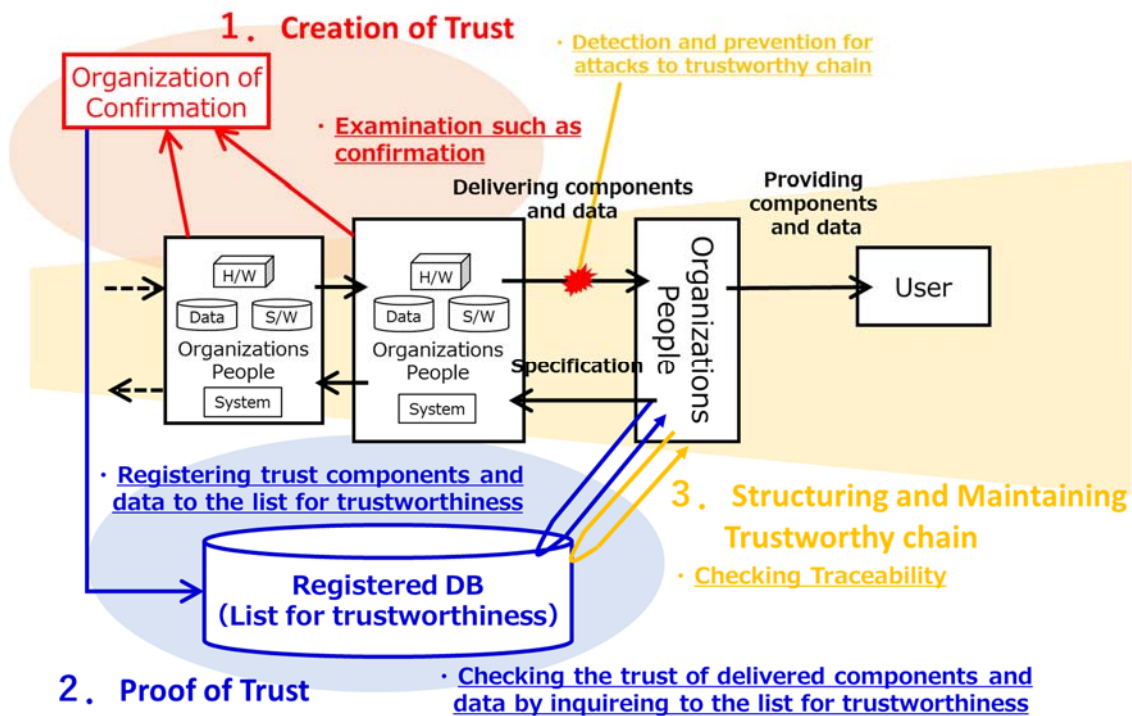 1. Creation of Trust
Organization of
Confirmation
・Examination such as
confirmation
・Detection and prevention for
attacks to trustworthy chain
Delivering components
and data
Providing
components
and data
H/W
Data
S/W
Organizations
People
System
H/W
Data
S/W
Organizations
People
System
Specification
Organizations
People
User
・Registering trust components and
data to the list for trustworthiness
Registered DB
(List for trustworthiness)
3. Structuring and Maintaining
Trustworthy chain
・Checking Traceability
2. Proof of Trust
・Checking the trust of delivered components and
data by inquireing to the list for trustworthiness